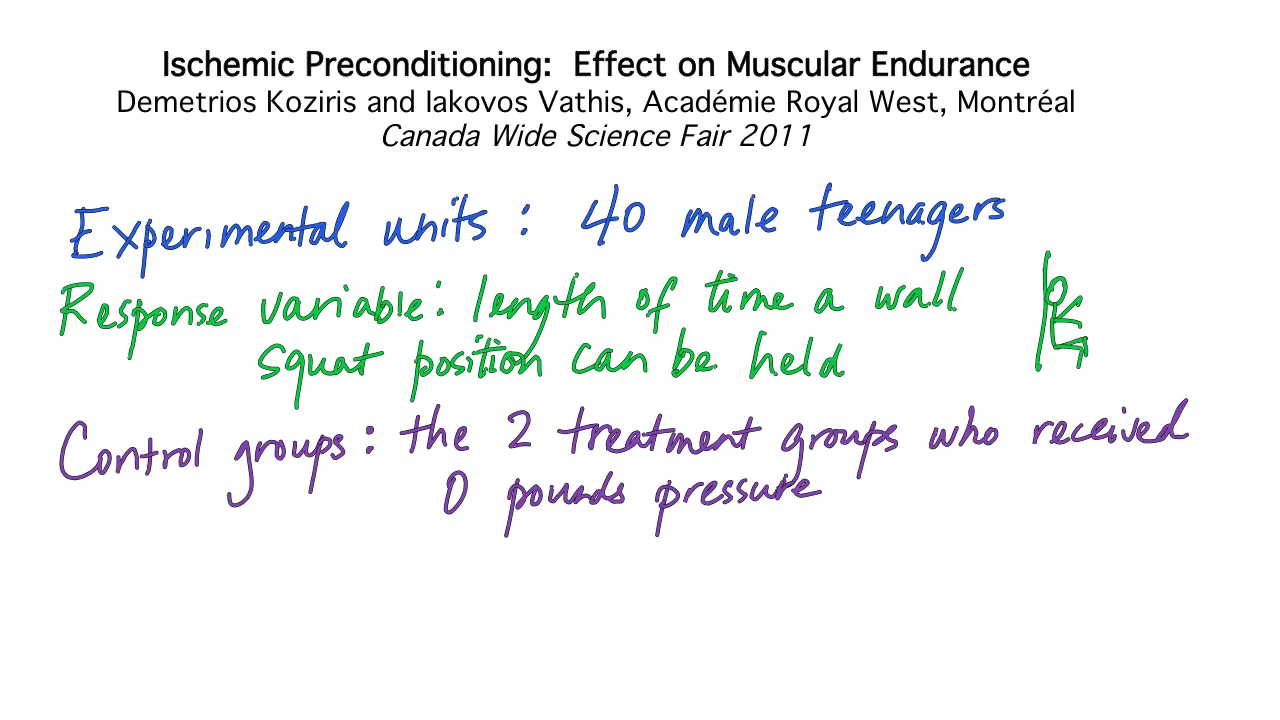 Ischemic Preconditioning:  Effect on Muscular Endurance
Demetrios Koziris and Iakovos Vathis, Académie Royal West, Montréal
Canada Wide Science Fair 2011
Experimental units : 40 male teenagers
Response variable: length of time a wall
squat position can be held
Control groups: the 2 treatment groups who received
0 pounds pressure